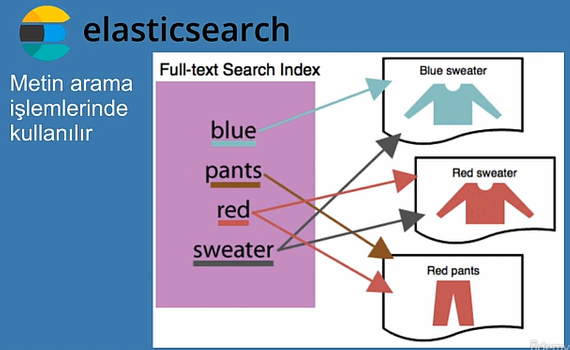 elasticsearch
Metin arama
işlemlerinde
kullanılır
Full-text Search Index
blue
pants
red
sweater
Blue sweater
Red sweater
Red pants